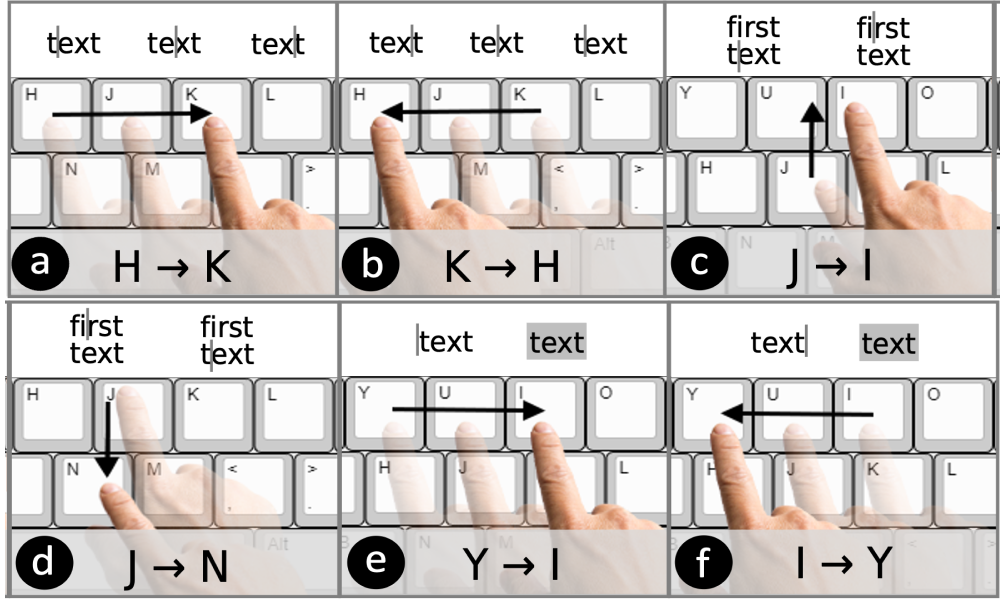 text text text
H J K L
N M >
.
a H → K
text text text
H J K L
M < >
, .
Alt
b K → H
first first
text text
Y U I O
H J L
B N M
c J → I
first first
text text
H J K L
N M < >
, .
Alt
d J → N
text text
Y U I O
H J L
B N M
e Y → I
text text
Y U I O
H J K L
B N M < >
f I → Y